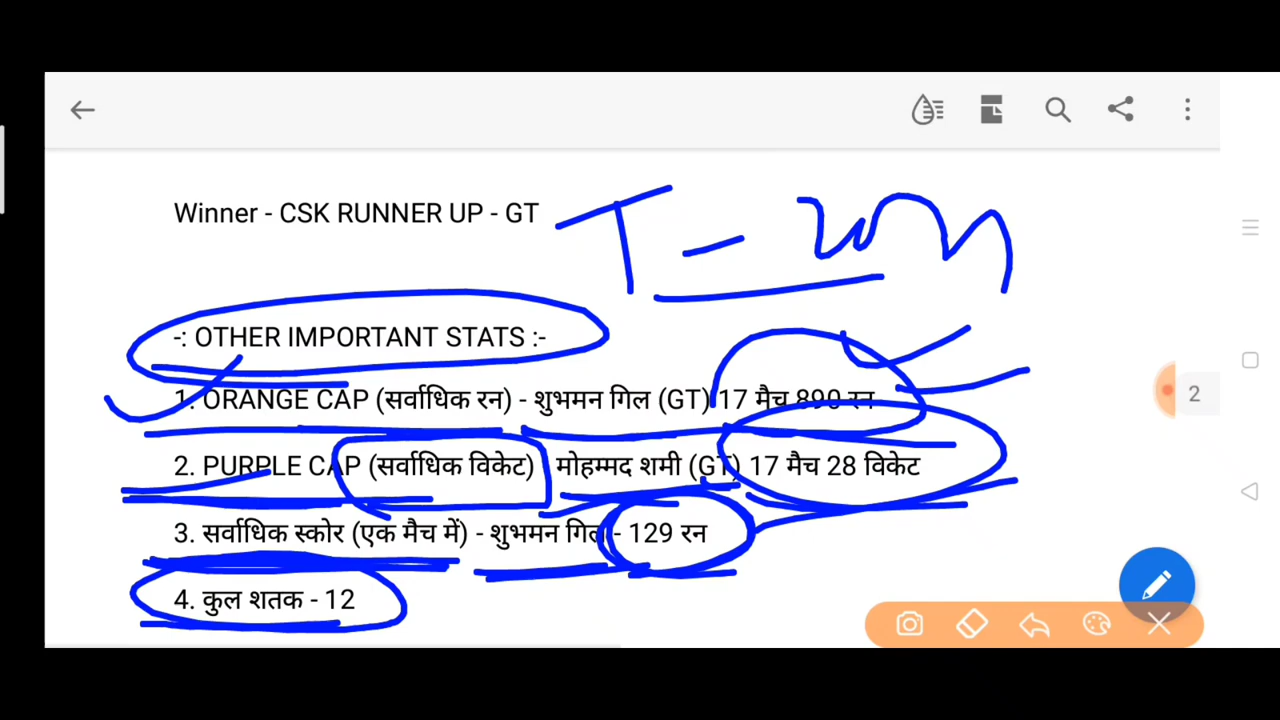 Winner - CSK RUNNER UP - GT
-: OTHER IMPORTANT STATS :-
1. ORANGE CAP (सर्वाधिक रन) - शुभमन गिल (GT) 17 मैच 890 रन
2. PURPLE CAP (सर्वाधिक विकेट) मोहम्मद शमी (GT) 17 मैच 28 विकेट
3. सर्वाधिक स्कोर (एक मैच में) - शुभमन गिल - 129 रन
4. कुल शतक - 12
2